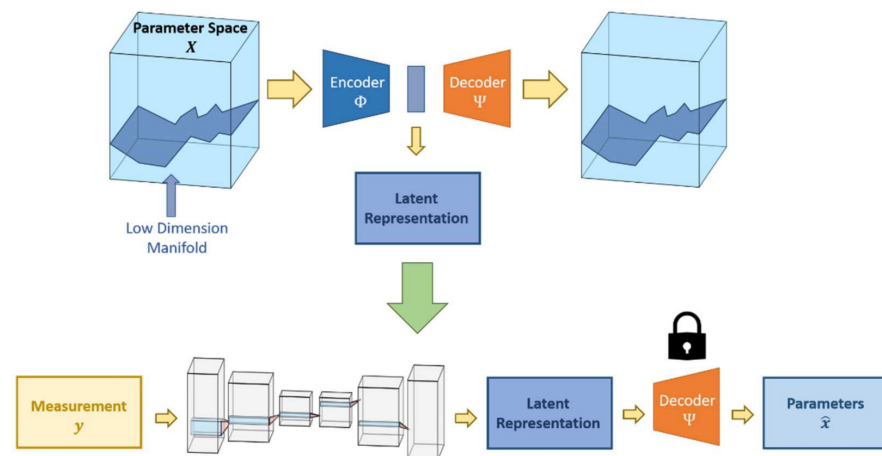 Parameter Space
X
Encoder
Φ
Decoder
Ψ
Low Dimension
Manifold
Latent
Representation
Measurement
y
Latent
Representation
Decoder
Ψ
Parameters
x̂